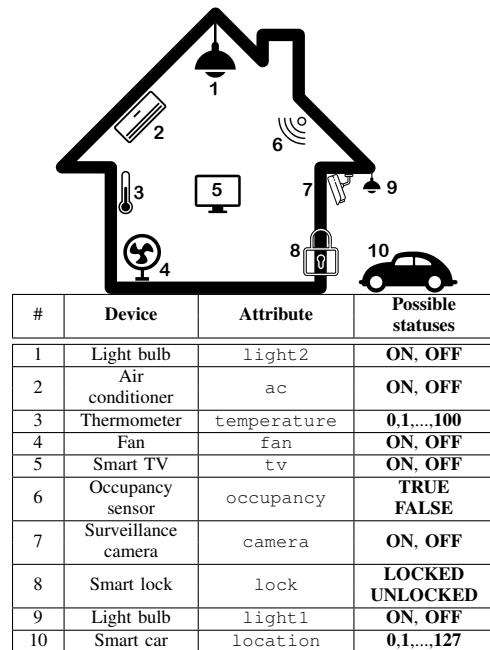 1
2
6
3
5
7
9
8
10
4
# Device Attribute Possible
statuses
1 Light bulb light2 ON, OFF
2 Air
conditioner ac ON, OFF
3 Thermometer temperature 0,1,...,100
4 Fan fan ON, OFF
5 Smart TV tv ON, OFF
6 Occupancy
sensor occupancy TRUE
FALSE
7 Surveillance
camera camera ON, OFF
8 Smart lock lock LOCKED
UNLOCKED
9 Light bulb light1 ON, OFF
10 Smart car location 0,1,...,127